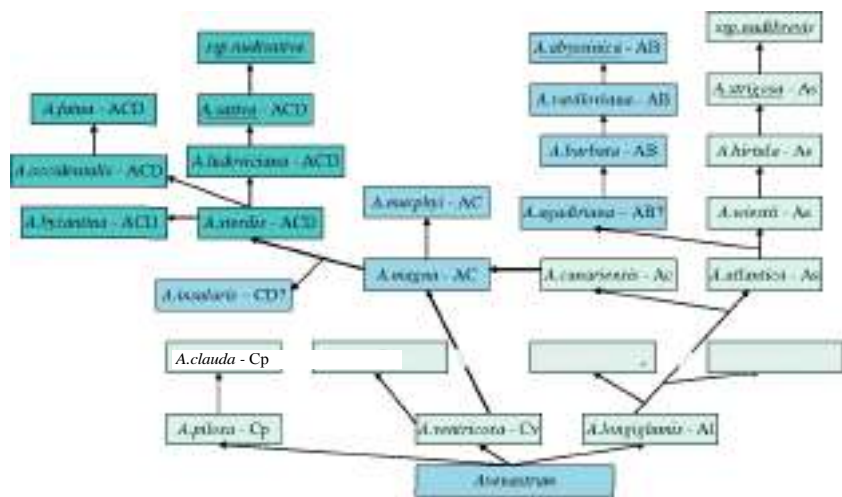 ssp.nudisativa
A.abyssinica - AB
ssp.nudibrevis
A.fatua - ACD
A.sativa - ACD
A.vaviloviana - AB
A.strigosa - As
A.occidentalis - ACD
A.ludoviciana - ACD
A.barbata - AB
A.hirtula - As
A.byzantina - ACD
A.sterilis - ACD
A.murphyi - AC
A.agadiriana - AB?
A.wiestii - As
A.insularis - CD?
A.magna - AC
A.canariensis - Ac
A.atlantica - As
A.clauda - Cp
A.pilosa - Cp
A.ventricosa - Cv
A.longiglumis - Al
Avenastrum